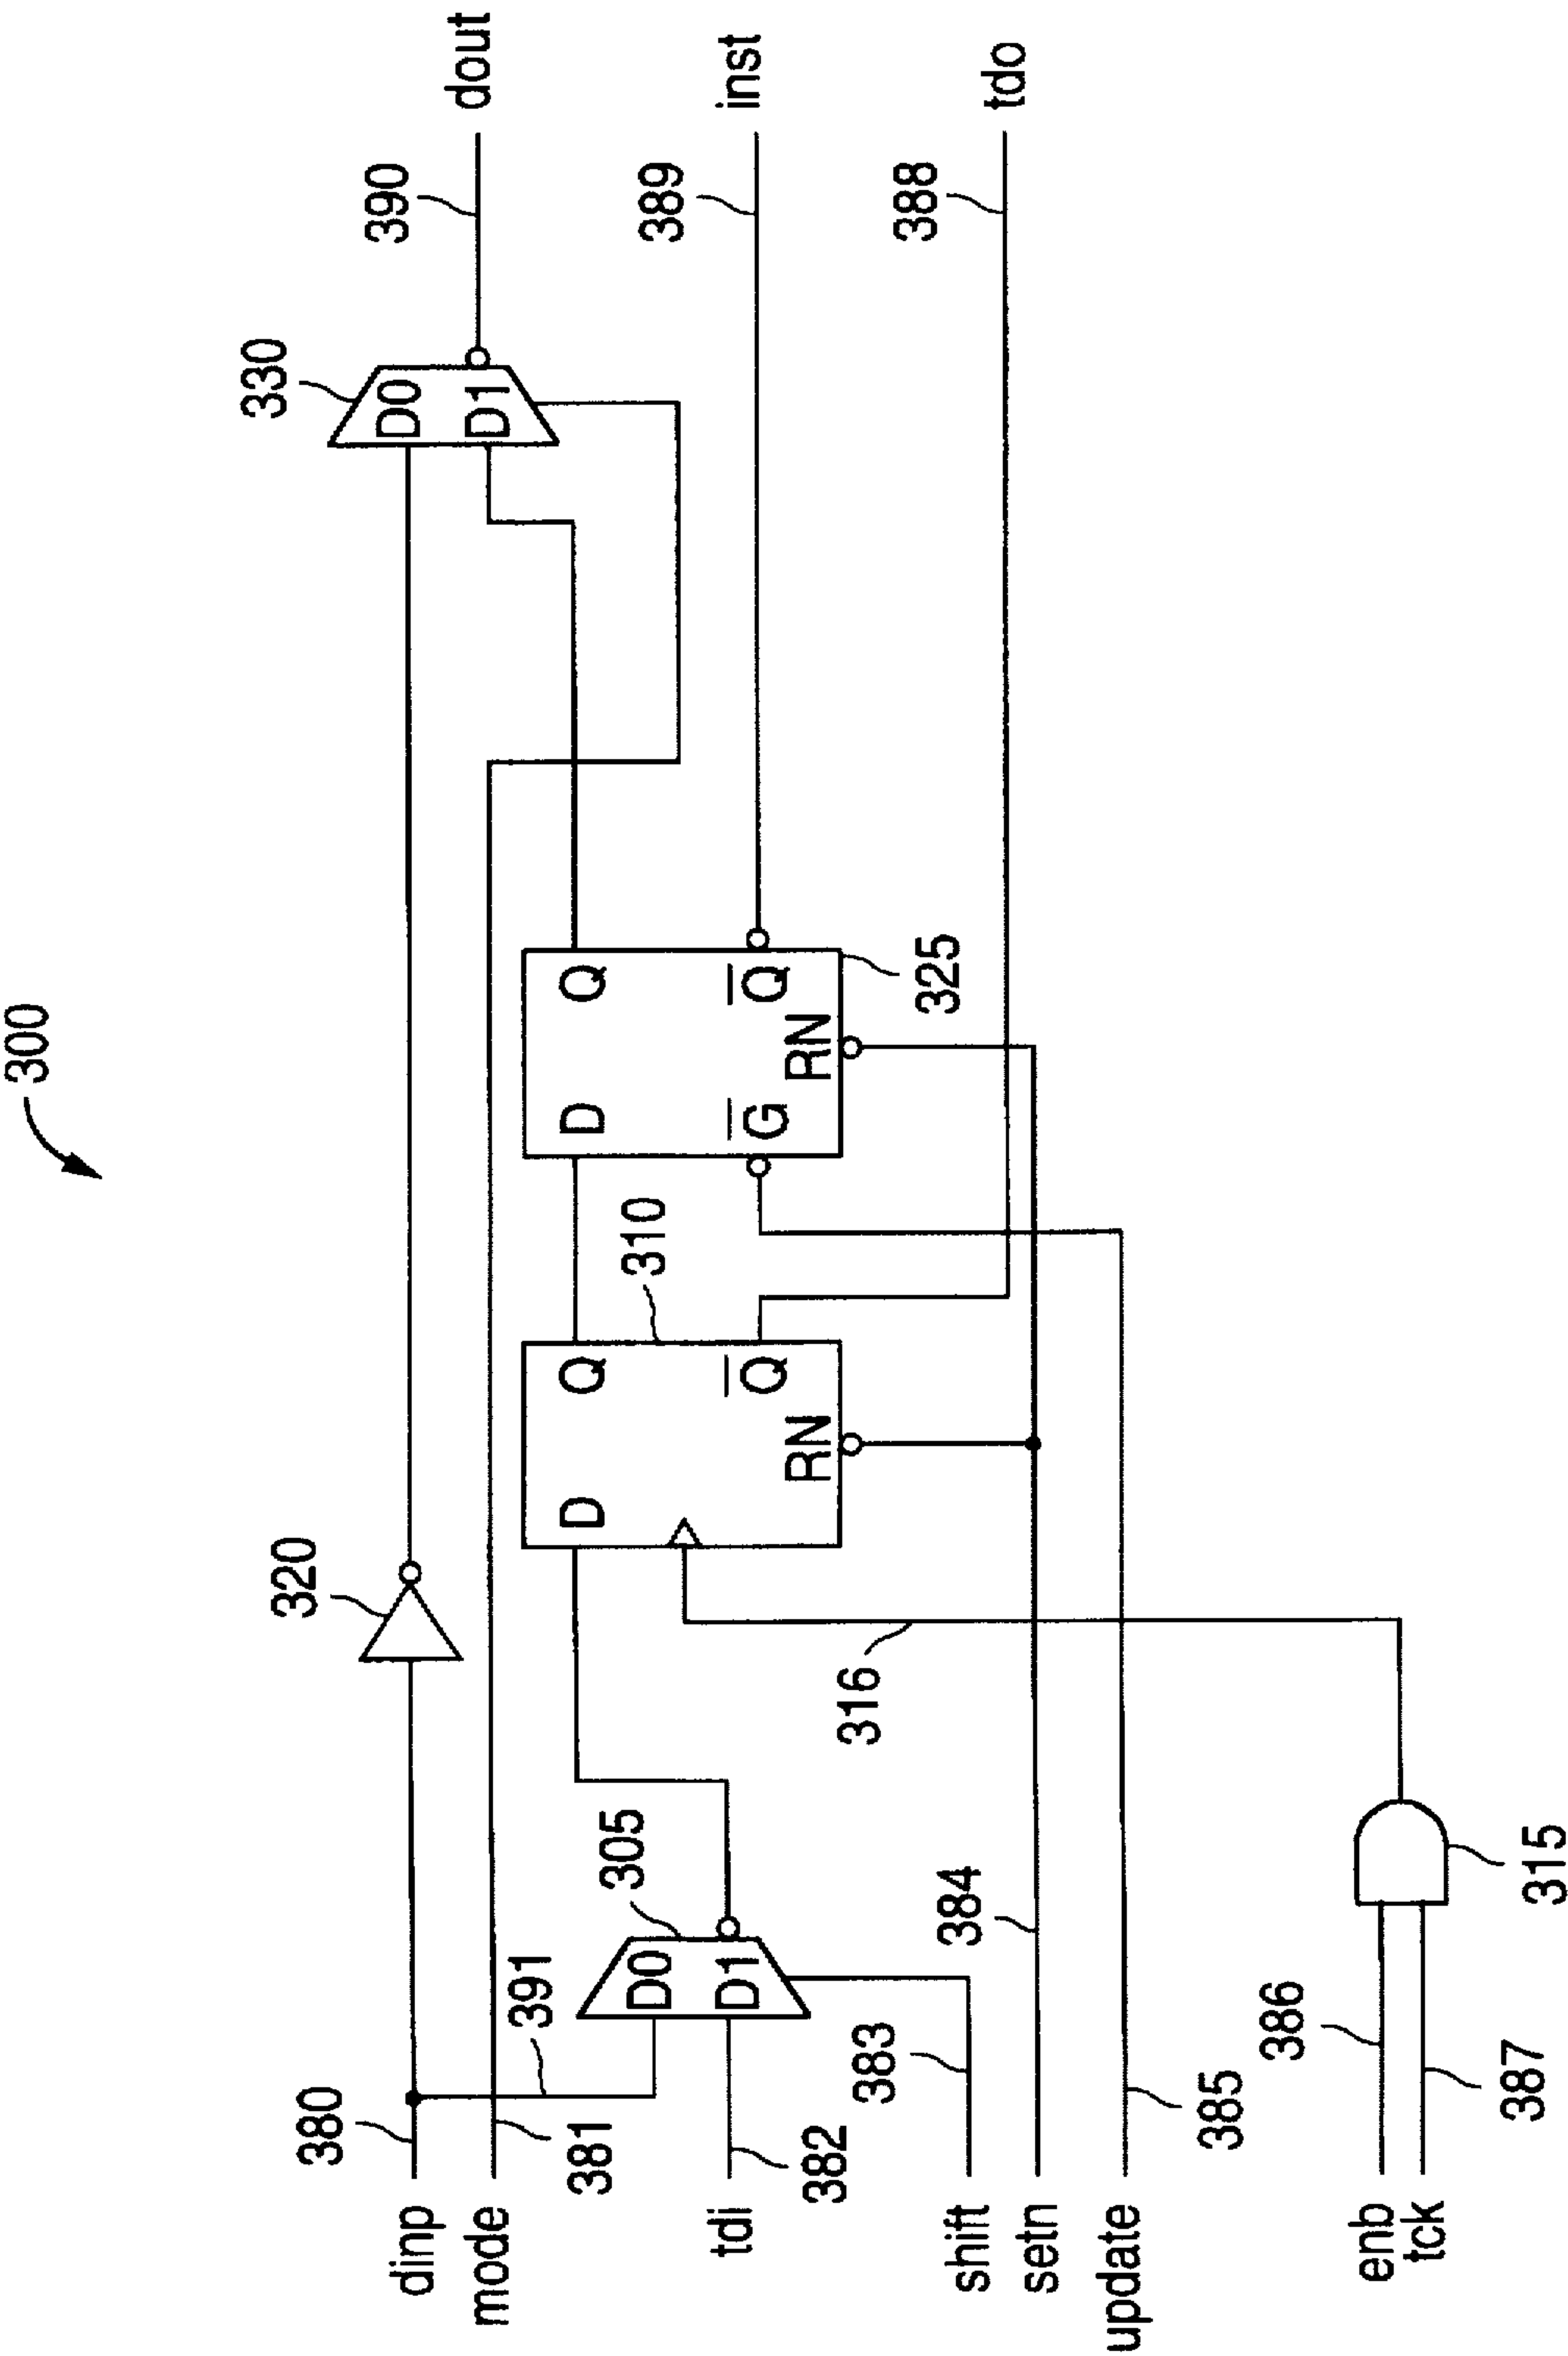 300
320
330
390
dout
380
dinp
mode
381
391
305
D0
D1
tdi
382
D
Q
Q
RN
310
D
Q
G
Q
RN
325
D0
D1
389
inst
388
tdo
383
shift
384
setn
316
385
update
386
enb
tck
387
315